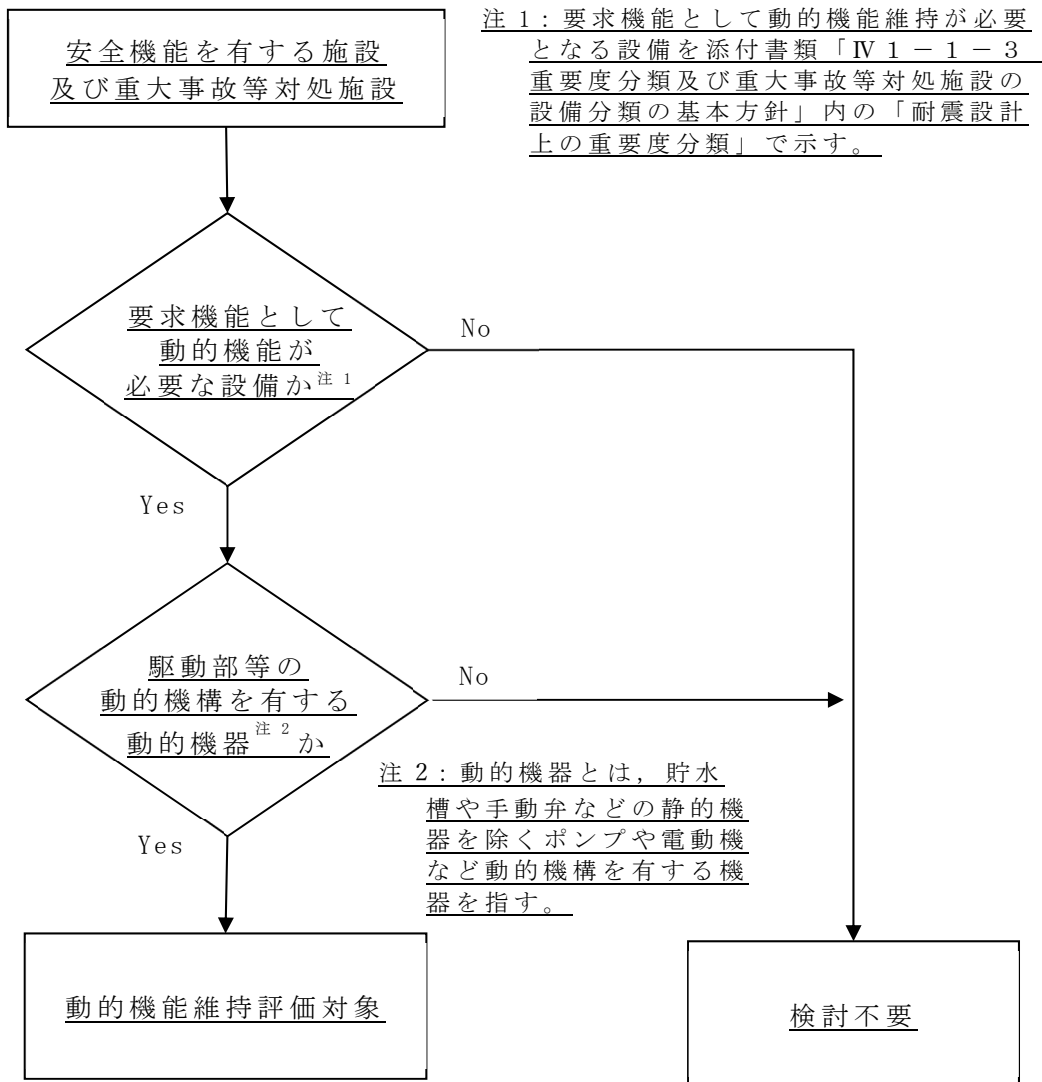 安全機能を有する施設
及び重大事故等対処施設
注1:要求機能として動的機能維持が必要
となる設備を添付書類「Ⅳ1-1-3
重要度分類及び重大事故等対処施設の
設備分類の基本方針」内の「耐震設計
上の重要度分類」で示す。
要求機能として
動的機能が
必要な設備か注1
No
Yes
駆動部等の
動的機構を有する
動的機器注2か
No
注2:動的機器とは,貯水
槽や手動弁などの静的機
器を除くポンプや電動機
など動的機構を有する機
器を指す。
Yes
動的機能維持評価対象
検討不要